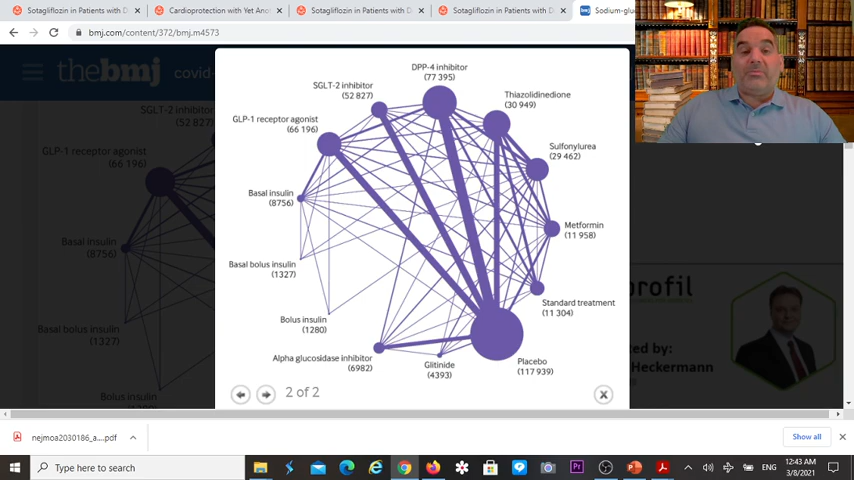 Sotagliflozin in Patients with D
Cardioprotection with Yet Anot
Sotagliflozin in Patients with D
Sotagliflozin in Patients with D
Sodium-glu
bmj.com/content/372/bmj.m4573
thebmj
covid-
DPP-4 inhibitor
(77 395)
SGLT-2 inhibitor
(52 827)
Thiazolidinedione
(30 949)
GLP-1 receptor agonist
(66 196)
Sulfonylurea
(29 462)
Basal insulin
(8756)
Metformin
(11 958)
Basal bolus insulin
(1327)
Standard treatment
(11 304)
Bolus insulin
(1280)
Alpha glucosidase inhibitor
(6982)
Glitinide
(4393)
Placebo
(117 939)
2 of 2
SGLT-2 inhibitor
(52 827)
GLP-1 receptor agonist
(66 196)
Basal insulin
(8756)
Basal bolus insulin
(1327)
Bolus insulin
profil
ted by:
Heckermann
nejmoa2030186_a....pdf
Show all
Type here to search
ENG
12:43 AM
3/8/2021